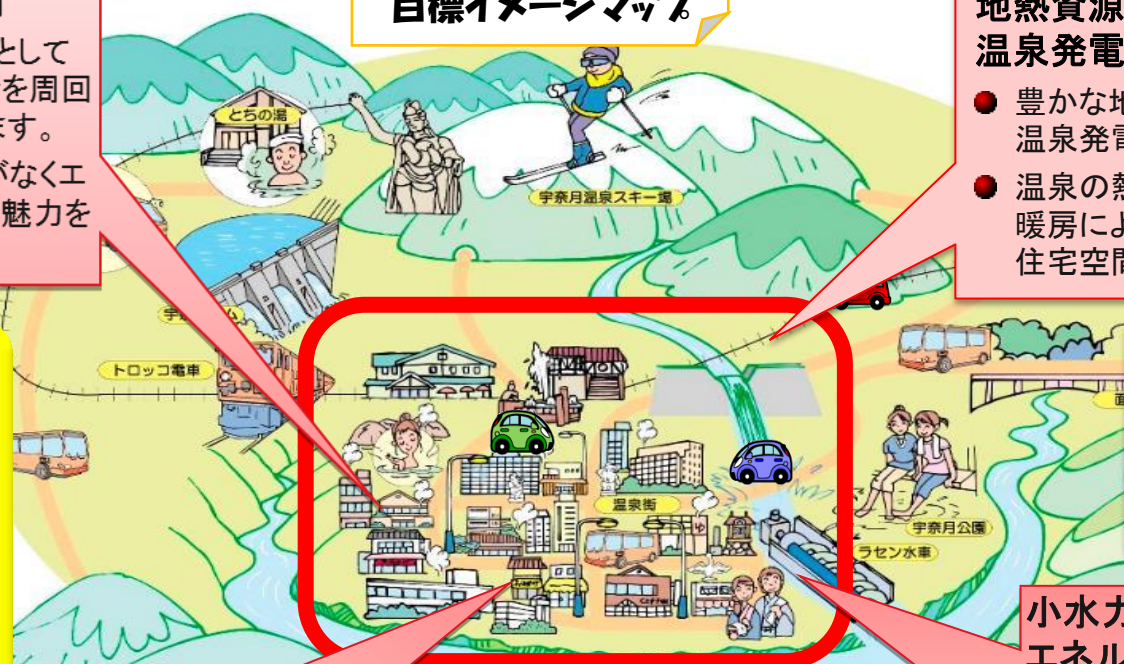 目標イメージマップ
として
を周回
ます。
がなくエ
魅力を
地熱資源
温泉発電
豊かな地
温泉発電
温泉の熱
暖房によ
住宅空間
とちの湯
宇奈月温泉スキー場
トロッコ電車
温泉街
ゆ
宇奈月公園
ラセン水車
小水力
エネル